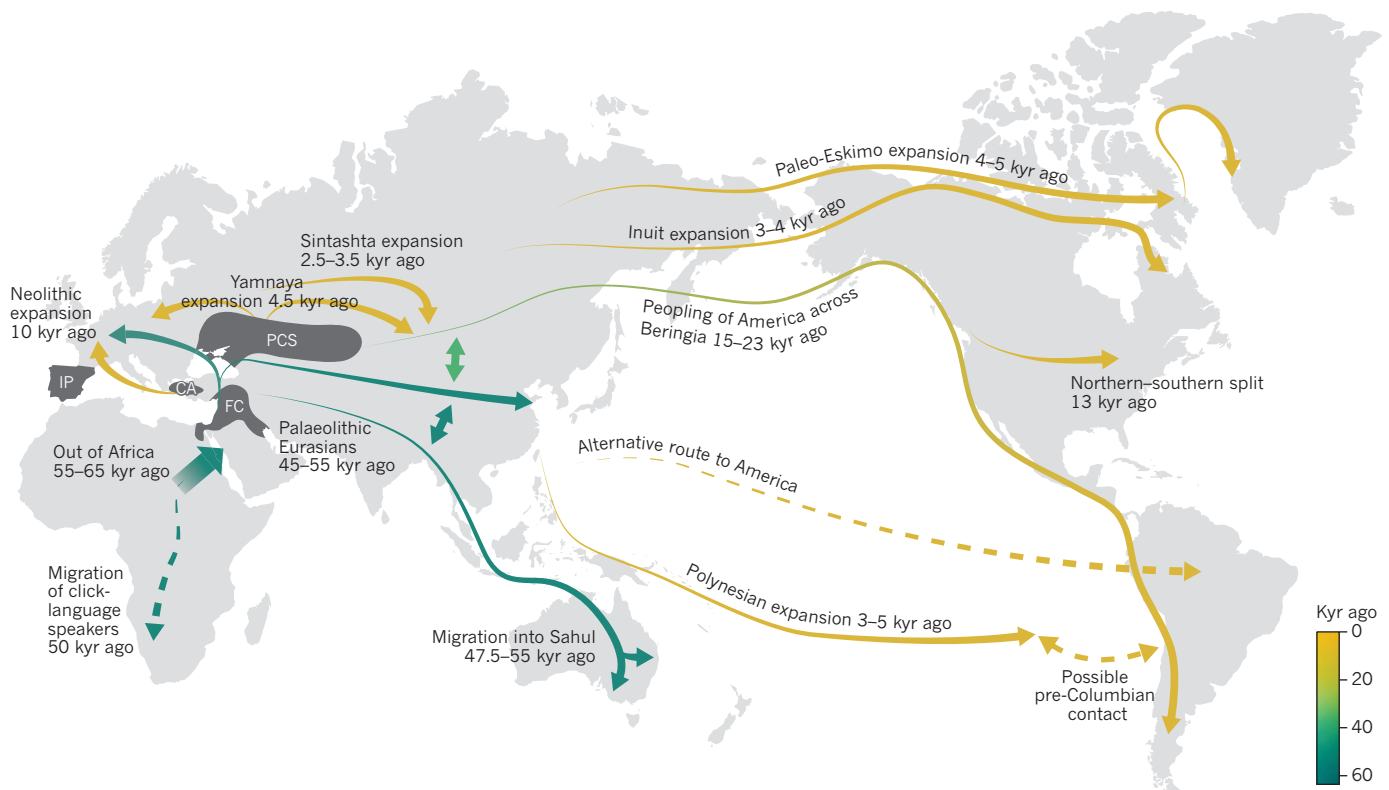 Paleo-Eskimo expansion 4–5 kyr ago
Inuit expansion 3–4 kyr ago
Sintashta expansion
2.5–3.5 kyr ago
Yamnaya
expansion 4.5 kyr ago
Neolithic
expansion
10 kyr ago
PCS
IP
CA
FC
Peopling of America across
Beringia 15–23 kyr ago
Northern–southern split
13 kyr ago
Out of Africa
55–65 kyr ago
Palaeolithic
Eurasians
45–55 kyr ago
Alternative route to America
Migration
of click-
language
speakers
50 kyr ago
Polynesian expansion 3–5 kyr ago
Migration into Sahul
47.5–55 kyr ago
Possible
pre-Columbian
contact
Kyr ago
0
20
40
60